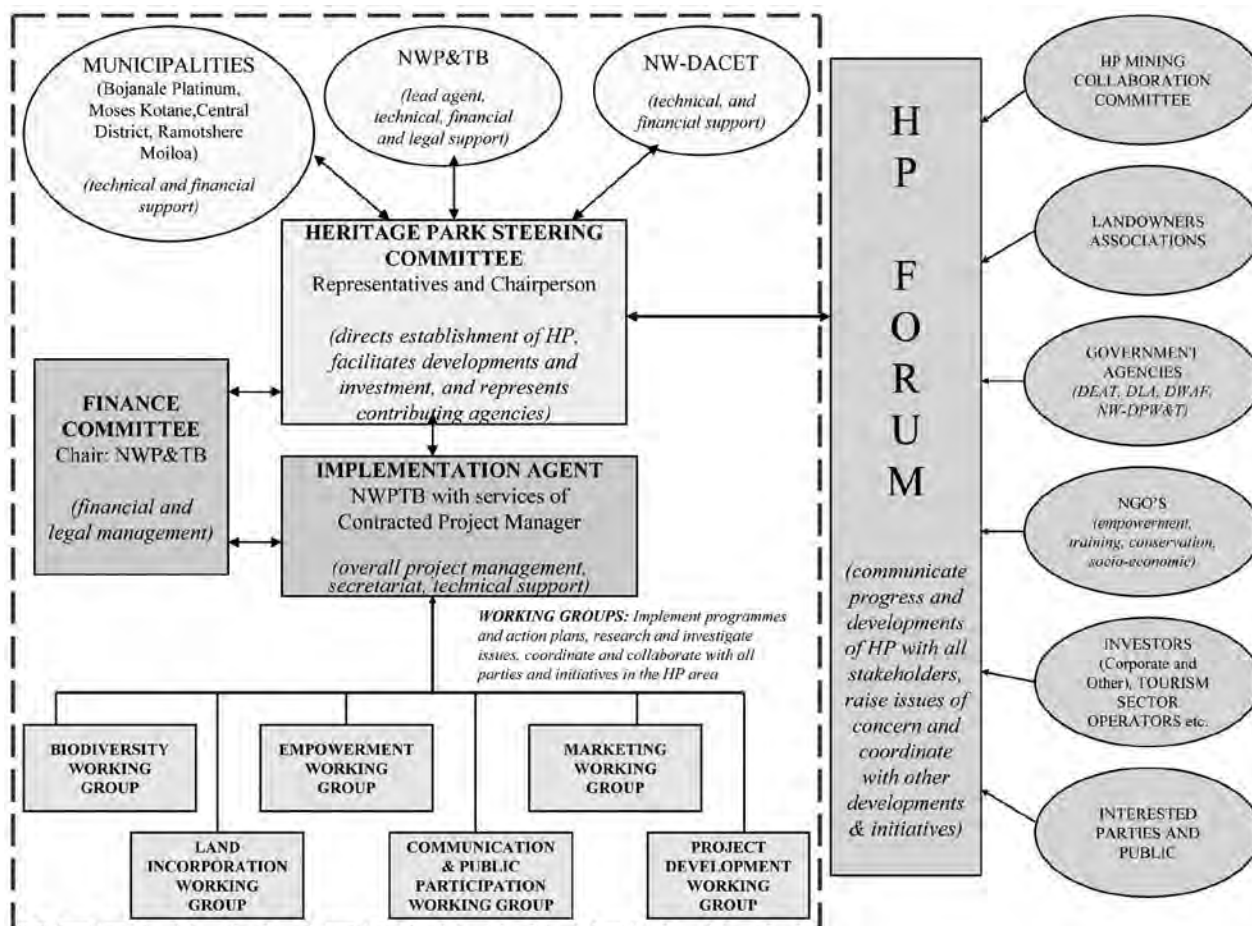 MUNICIPALITIES
(Bojanale Platinum,
Moses Kotane,Central
District, Ramotshere
Moiloa)
(technical and financial
support)
NWP&TB
(lead agent,
technical, financial
and legal support)
NW-DACET
(technical, and
financial support)
HERITAGE PARK STEERING
COMMITTEE
Representatives and Chairperson
(directs establishment of HP,
facilitates developments and
investment, and represents
contributing agencies)
FINANCE
COMMITTEE
Chair: NWP&TB
(financial and
legal management)
IMPLEMENTATION AGENT
NWPTB with services of
Contracted Project Manager
(overall project management,
secretariat, technical support)
WORKING GROUPS: Implement programmes
and action plans, research and investigate
issues, coordinate and collaborate with all
parties and initiatives in the HP area
BIODIVERSITY
WORKING
GROUP
EMPOWERMENT
WORKING
GROUP
MARKETING
WORKING
GROUP
LAND
INCORPORATION
WORKING
GROUP
COMMUNICATION
& PUBLIC
PARTICIPATION
WORKING GROUP
PROJECT
DEVELOPMENT
WORKING
GROUP
H
P
F
O
R
U
M
(communicate
progress and
developments
of HP with all
stakeholders,
raise issues of
concern and
coordinate
with other
developments
& initiatives)
HP MINING
COLLABORATION
COMMITTEE
LANDOWNERS
ASSOCIATIONS
GOVERNMENT
AGENCIES
(DEAT, DLA, DWAF,
NW-DPW&T)
NGO'S
(empowerment,
training, conservation,
socio-economic)
INVESTORS
(Corporate and
Other), TOURISM
SECTOR
OPERATORS etc.
INTERESTED
PARTIES AND
PUBLIC